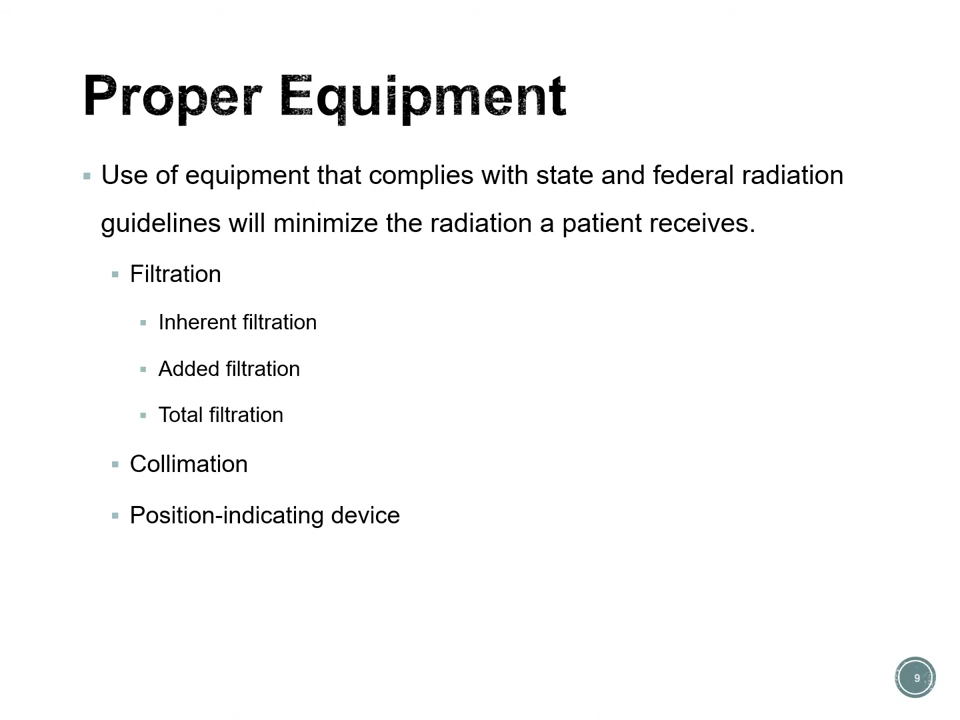 Proper Equipment
Use of equipment that complies with state and federal radiation
guidelines will minimize the radiation a patient receives.
Filtration
Inherent filtration
Added filtration
Total filtration
Collimation
Position-indicating device
9